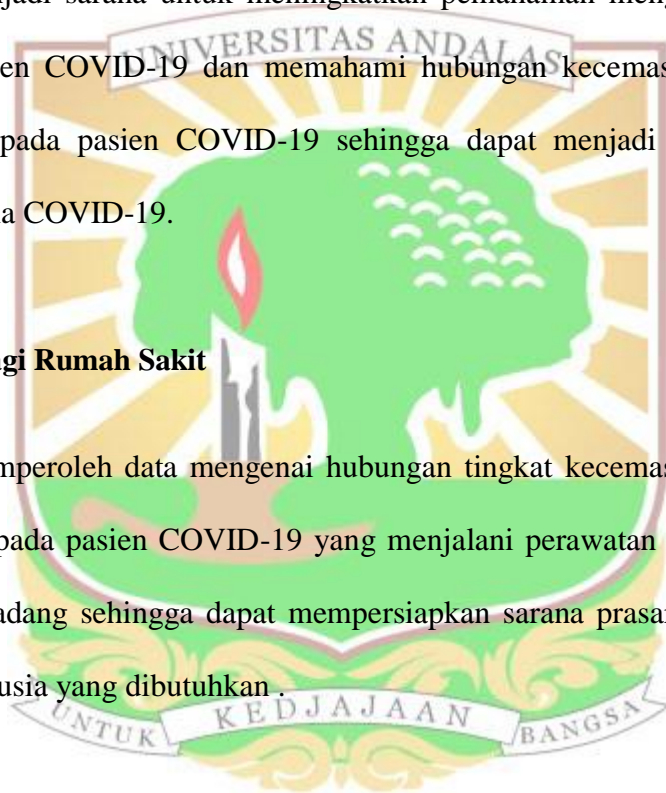 njadi sarana untuk meningkatkan pemahaman meng
UNIVERSITAS ANDALAS
en COVID-19 dan memahami hubungan kecemas
pada pasien COVID-19 sehingga dapat menjadi
a COVID-19.
gi Rumah Sakit
mperoleh data mengenai hubungan tingkat kecemas
pada pasien COVID-19 yang menjalani perawatan
adang sehingga dapat mempersiapkan sarana prasa
usia yang dibutuhkan .
UNTUK KEDJAJAAN BANGSA